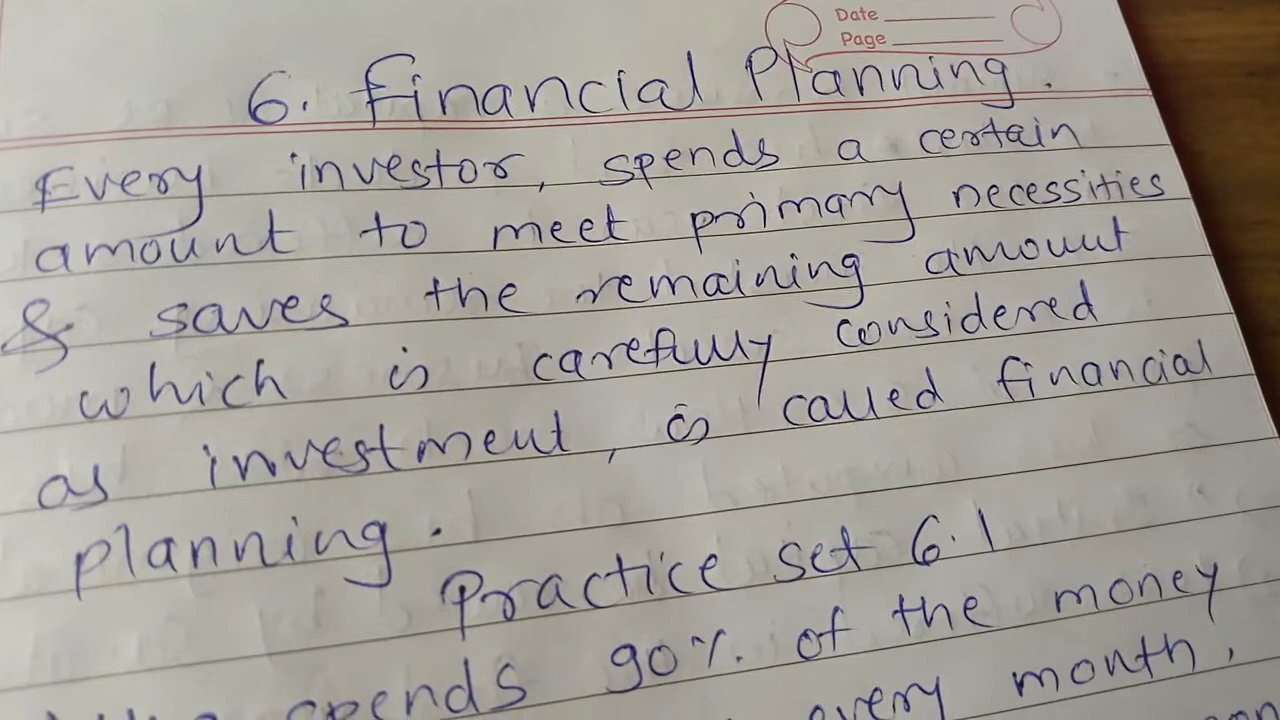 Date
Page
6. Financial Planning.
Every investor, spends a certain
amount to meet primary necessities
& saves the remaining amount
which is carefully considered
as investment, is called financial
planning.
Practice set 6.1
spends 90% of the money
every month,